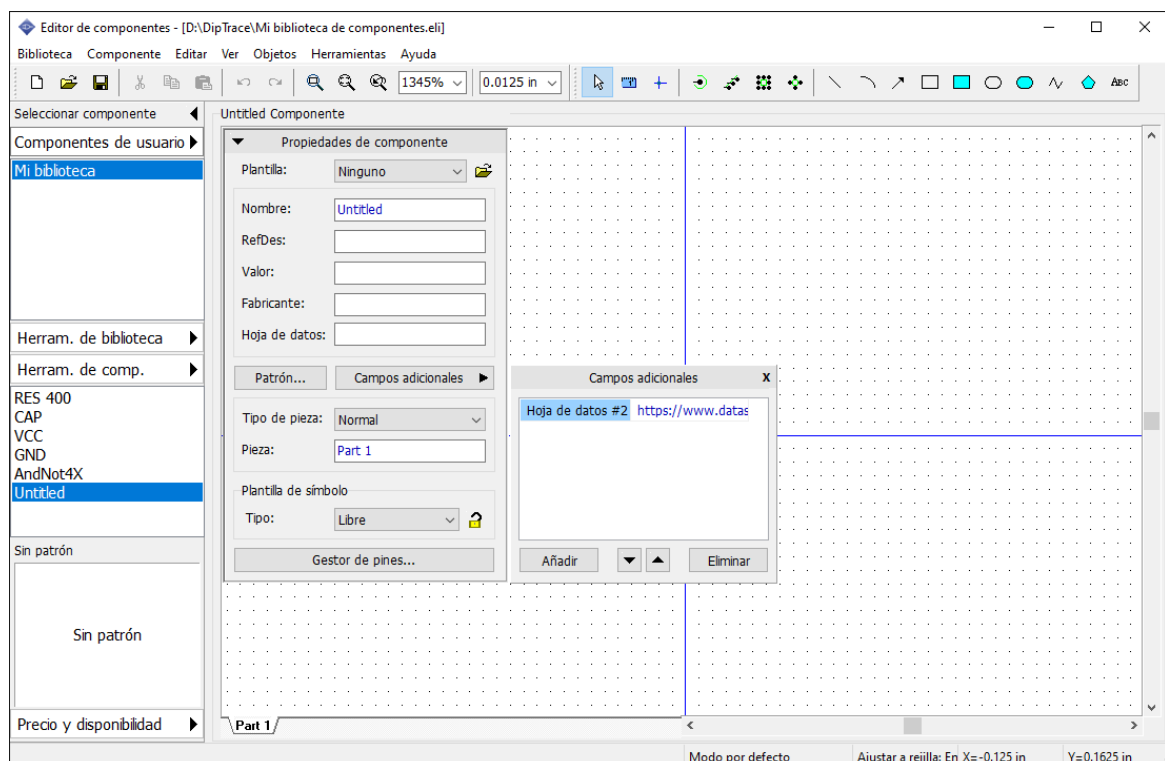 Editor de componentes - [D:\DipTrace\Mi biblioteca de componentes.eli]
Biblioteca Componente Editar Ver Objetos Herramientas Ayuda
1345% 0.0125 in ABC
Seleccionar componente
Componentes de usuario
Mi biblioteca
Herram. de biblioteca
Herram. de comp.
RES 400
CAP
VCC
GND
AndNot4X
Untitled
Sin patrón
Sin patrón
Precio y disponibilidad
Untitled Componente
Propiedades de componente
Plantilla: Ninguno
Nombre: Untitled
RefDes:
Valor:
Fabricante:
Hoja de datos:
Patrón... Campos adicionales
Tipo de pieza: Normal
Pieza: Part 1
Plantilla de símbolo
Tipo: Libre
Gestor de pines...
Campos adicionales X
Hoja de datos #2 https://www.datas
Añadir Eliminar
Part 1
Modo por defecto Ajustar a rejilla: En X=-0.125 in Y=0.1625 in